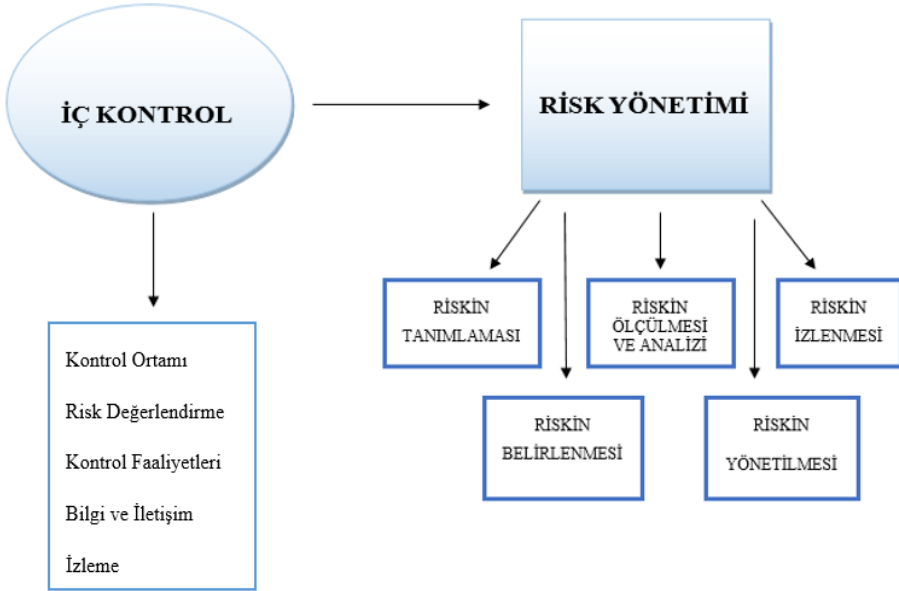 İÇ KONTROL
RİSK YÖNETİMİ
Kontrol Ortamı
Risk Değerlendirme
Kontrol Faaliyetleri
Bilgi ve İletişim
İzleme
RİSKİN
TANIMLAMASI
RİSKİN
BELİRLENMESİ
RİSKİN
ÖLÇÜLMESİ
VE ANALİZİ
RİSKİN
YÖNETİLMESİ
RİSKİN
İZLENMESİ